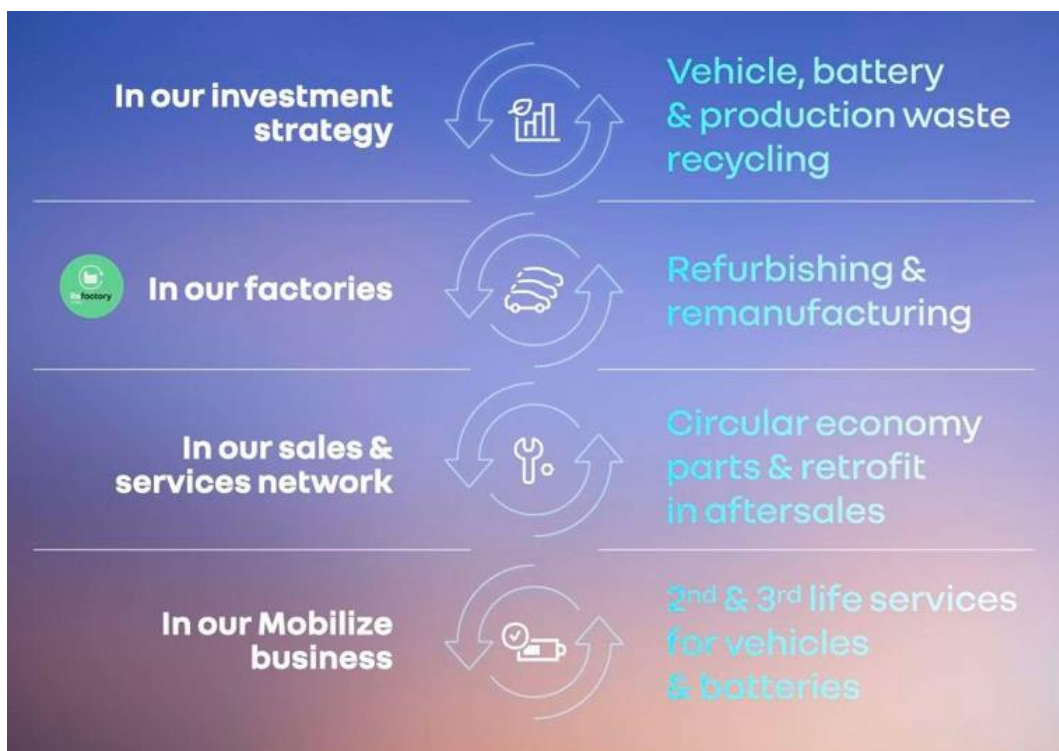 In our investment
strategy
Vehicle, battery
& production waste
recycling
Refactory
In our factories
Refurbishing &
remanufacturing
In our sales &
services network
Circular economy
parts & retrofit
in aftersales
In our Mobilize
business
2nd & 3rd life services
for vehicles
& batteries